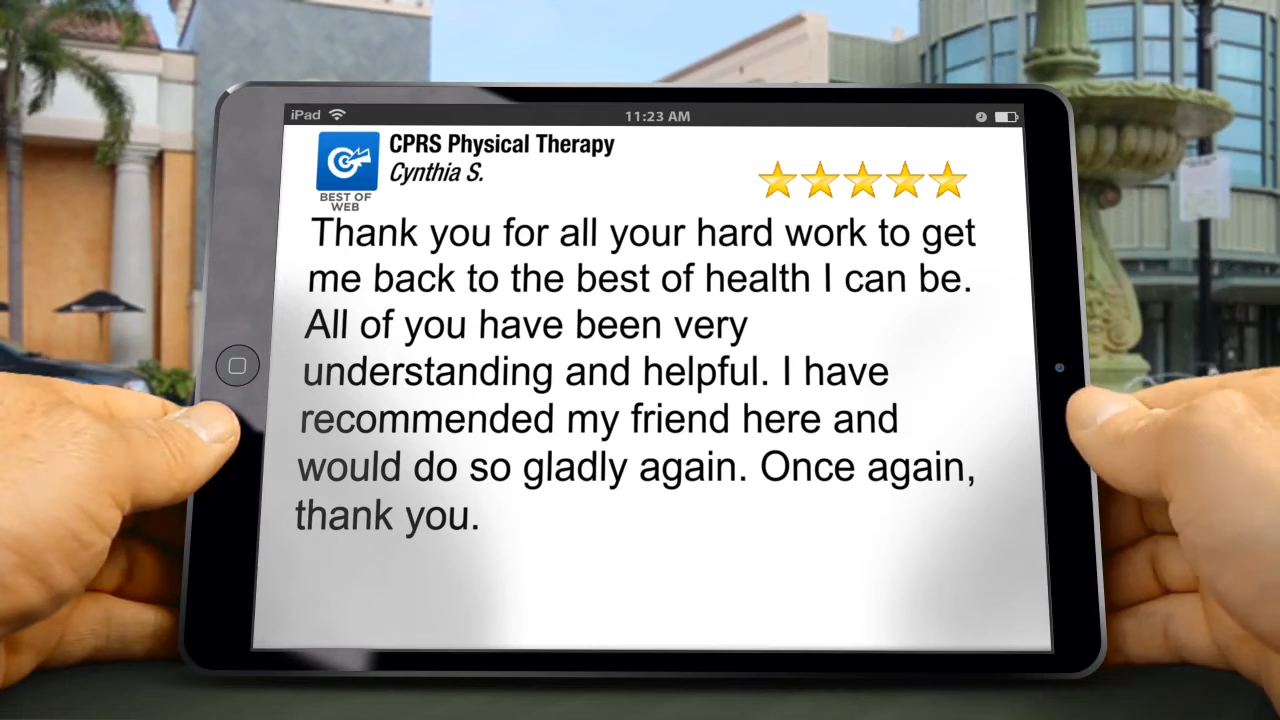 iPad 11:23 AM
CPRS Physical Therapy
Cynthia S.
BEST OF
WEB
Thank you for all your hard work to get
me back to the best of health I can be.
All of you have been very
understanding and helpful. I have
recommended my friend here and
would do so gladly again. Once again,
thank you.